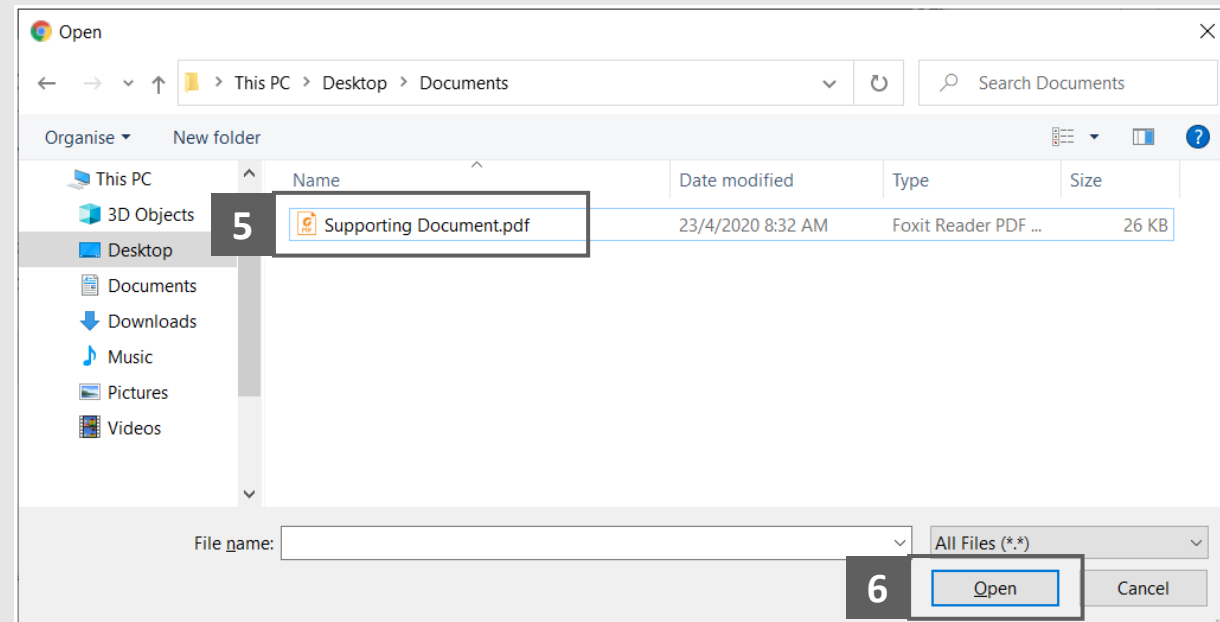 Open
This PC > Desktop > Documents
Search Documents
Organise
New folder
?
This PC
3D Objects
Desktop
Documents
Downloads
Music
Pictures
Videos
Name
Date modified
Type
Size
5
Supporting Document.pdf
23/4/2020 8:32 AM
Foxit Reader PDF ...
26 KB
File name:
All Files (*.*)
6
Open
Cancel